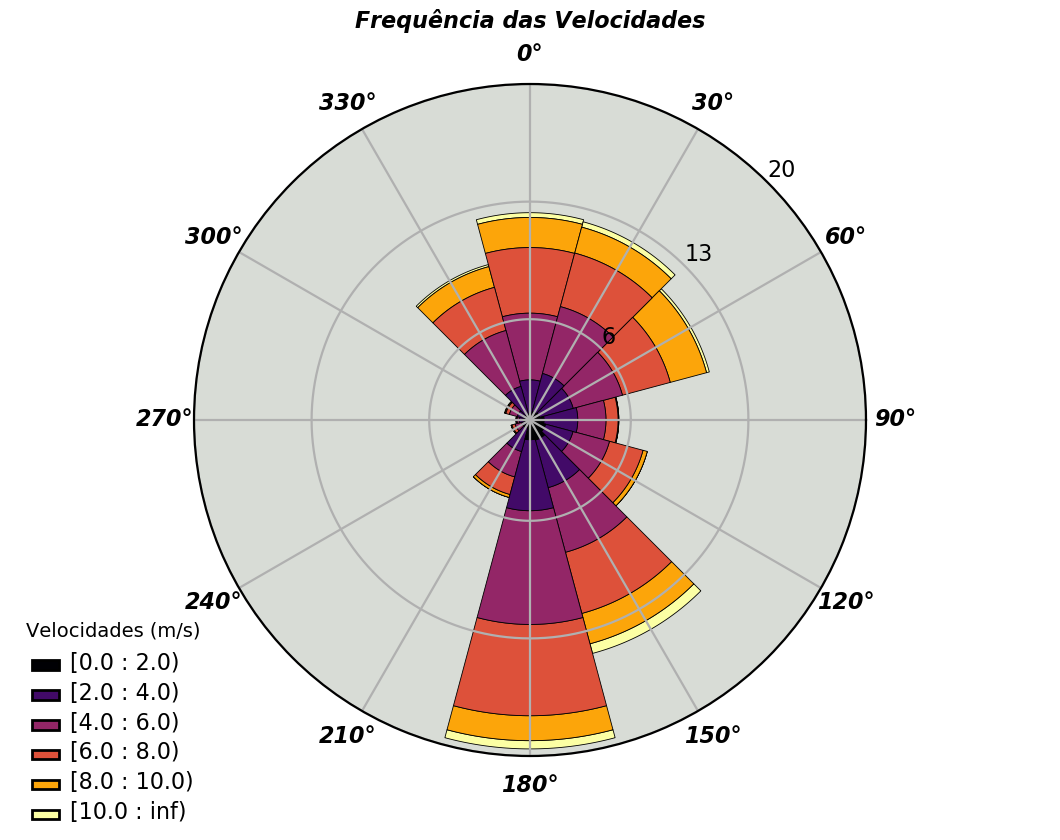 Frequência das Velocidades
0°
330°
30°
20
300°
60°
13
6
270°
90°
240°
120°
210°
150°
180°
Velocidades (m/s)
[0.0 : 2.0)
[2.0 : 4.0)
[4.0 : 6.0)
[6.0 : 8.0)
[8.0 : 10.0)
[10.0 : inf)